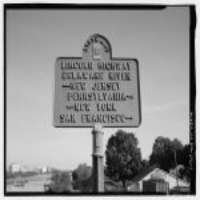 LINCOLN HIGHWAY
DELAWARE RIVER
NEW JERSEY
PENNSYLVANIA
NEW YORK
SAN FRANCISCO